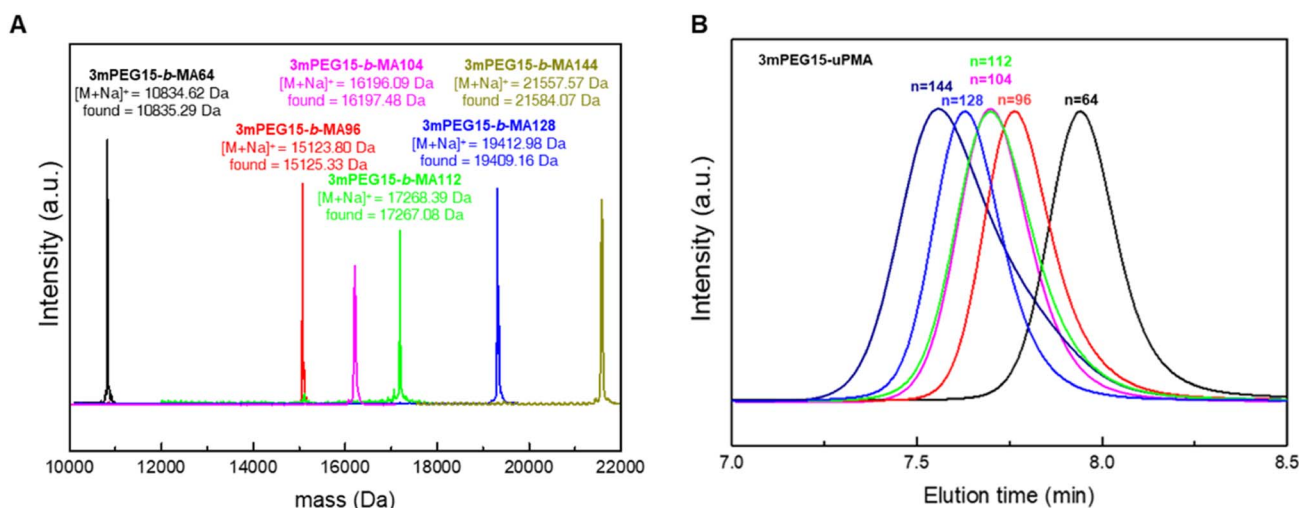 A
3mPEG15-b-MA64
[M+Na]⁺ = 10834.62 Da
found = 10835.29 Da
3mPEG15-b-MA104
[M+Na]⁺ = 16196.09 Da
found = 16197.48 Da
3mPEG15-b-MA144
[M+Na]⁺ = 21557.57 Da
found = 21584.07 Da
3mPEG15-b-MA96
[M+Na]⁺ = 15123.80 Da
found = 15125.33 Da
3mPEG15-b-MA128
[M+Na]⁺ = 19412.98 Da
found = 19409.16 Da
3mPEG15-b-MA112
[M+Na]⁺ = 17268.39 Da
found = 17267.08 Da
Intensity (a.u.)
10000 12000 14000 16000 18000 20000 22000
mass (Da)
B
3mPEG15-uPMA
n=112
n=104
n=144
n=128
n=96
n=64
Intensity (a.u.)
7.0 7.5 8.0 8.5
Elution time (min)